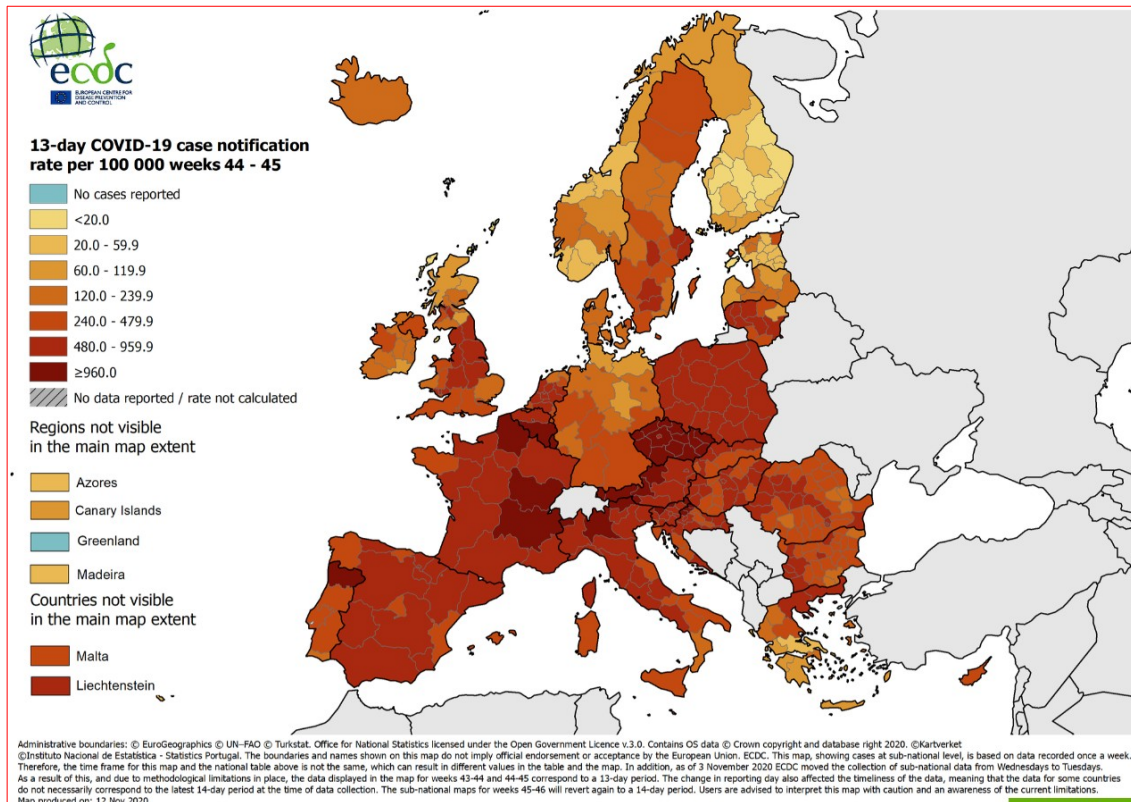 ecdc
EUROPEAN CENTRE FOR
DISEASE PREVENTION
AND CONTROL
13-day COVID-19 case notification
rate per 100 000 weeks 44 - 45
No cases reported
<20.0
20.0 - 59.9
60.0 - 119.9
120.0 - 239.9
240.0 - 479.9
480.0 - 959.9
≥960.0
No data reported / rate not calculated
Regions not visible
in the main map extent
Azores
Canary Islands
Greenland
Madeira
Countries not visible
in the main map extent
Malta
Liechtenstein
Administrative boundaries: © EuroGeographics © UN–FAO © Turkstat. Office for National Statistics licensed under the Open Government Licence v.3.0. Contains OS data © Crown copyright and database right 2020. ©Kartverket
©Instituto Nacional de Estatística - Statistics Portugal. The boundaries and names shown on this map do not imply official endorsement or acceptance by the European Union. ECDC. This map, showing cases at sub-national level, is based on data recorded once a week.
Therefore, the time frame for this map and the national table above is not the same, which can result in different values in the table and the map. In addition, as of 3 November 2020 ECDC moved the collection of sub-national data from Wednesdays to Tuesdays.
As a result of this, and due to methodological limitations in place, the data displayed in the map for weeks 43-44 and 44-45 correspond to a 13-day period. The change in reporting day also affected the timeliness of the data, meaning that the data for some countries
do not necessarily correspond to the latest 14-day period at the time of data collection. The sub-national maps for weeks 45-46 will revert again to a 14-day period. Users are advised to interpret this map with caution and an awareness of the current limitations.
Map produced on: 12 Nov 2020